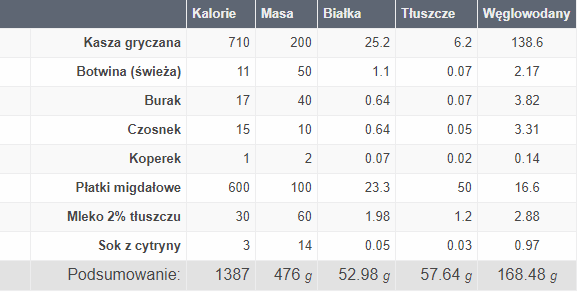 Kalorie Masa Białka Tłuszcze Węglowodany
Kasza gryczana 710 200 25.2 6.2 138.6
Botwina (świeża) 11 50 1.1 0.07 2.17
Burak 17 40 0.64 0.07 3.82
Czosnek 15 10 0.64 0.05 3.31
Koperek 1 2 0.07 0.02 0.14
Płatki migdałowe 600 100 23.3 50 16.6
Mleko 2% tłuszczu 30 60 1.98 1.2 2.88
Sok z cytryny 3 14 0.05 0.03 0.97
Podsumowanie: 1387 476 g 52.98 g 57.64 g 168.48 g